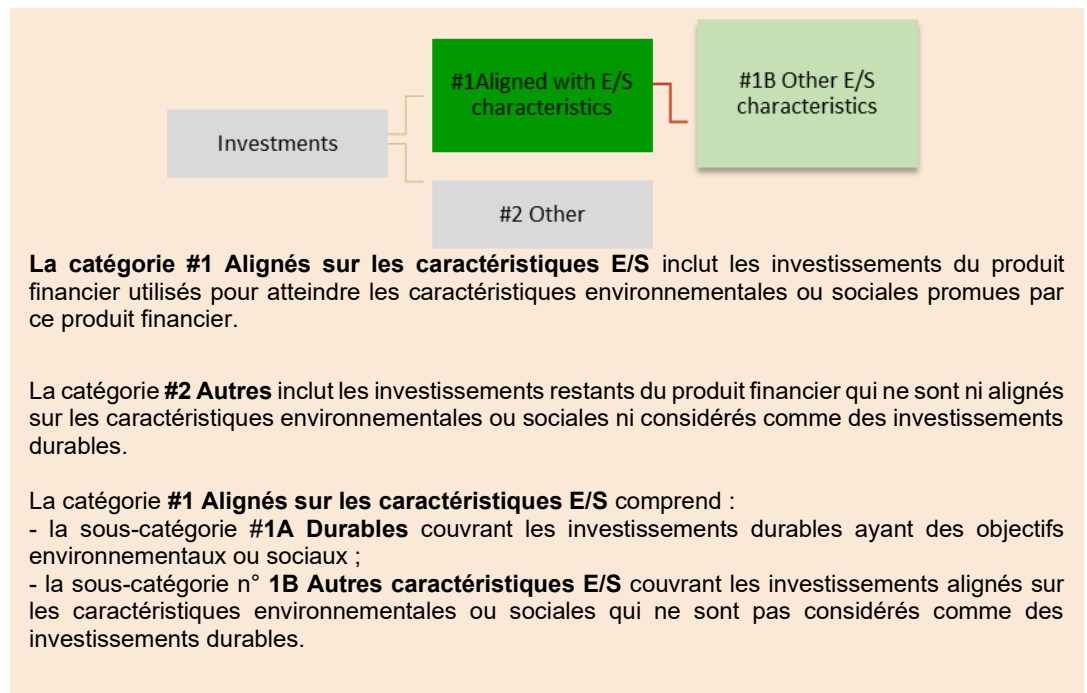 #1Aligned with E/S
characteristics
#1B Other E/S
characteristics
Investments
#2 Other
La catégorie #1 Alignés sur les caractéristiques E/S inclut les investissements du produit
financier utilisés pour atteindre les caractéristiques environnementales ou sociales promues par
ce produit financier.
La catégorie #2 Autres inclut les investissements restants du produit financier qui ne sont ni alignés
sur les caractéristiques environnementales ou sociales ni considérés comme des investissements
durables.
La catégorie #1 Alignés sur les caractéristiques E/S comprend :
- la sous-catégorie #1A Durables couvrant les investissements durables ayant des objectifs
environnementaux ou sociaux ;
- la sous-catégorie n° 1B Autres caractéristiques E/S couvrant les investissements alignés sur
les caractéristiques environnementales ou sociales qui ne sont pas considérés comme des
investissements durables.